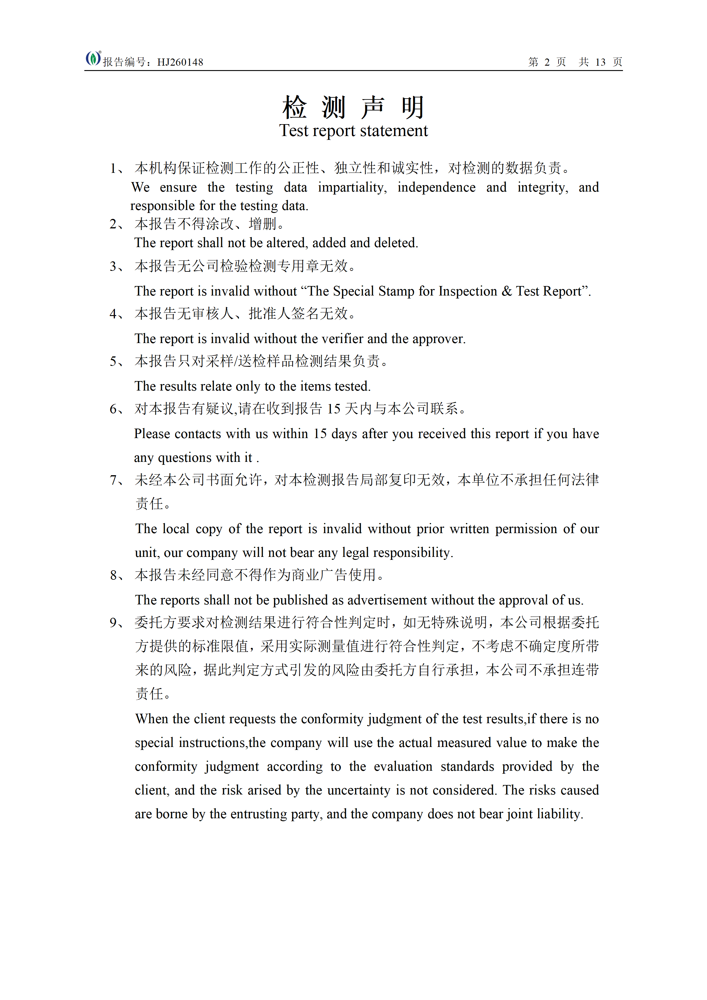 报告编号：HJ260148
第 2 页 共 13 页
检 测 声 明
Test report statement
1、 本机构保证检测工作的公正性、独立性和诚实性，对检测的数据负责。
We ensure the testing data impartiality, independence and integrity, and
responsible for the testing data.
2、 本报告不得涂改、增删。
The report shall not be altered, added and deleted.
3、 本报告无公司检验检测专用章无效。
The report is invalid without “The Special Stamp for Inspection & Test Report”.
4、 本报告无审核人、批准人签名无效。
The report is invalid without the verifier and the approver.
5、 本报告只对采样/送检样品检测结果负责。
The results relate only to the items tested.
6、 对本报告有疑议,请在收到报告 15 天内与本公司联系。
Please contacts with us within 15 days after you received this report if you have
any questions with it .
7、 未经本公司书面允许，对本检测报告局部复印无效，本单位不承担任何法律
责任。
The local copy of the report is invalid without prior written permission of our
unit, our company will not bear any legal responsibility.
8、 本报告未经同意不得作为商业广告使用。
The reports shall not be published as advertisement without the approval of us.
9、 委托方要求对检测结果进行符合性判定时，如无特殊说明，本公司根据委托
方提供的标准限值，采用实际测量值进行符合性判定，不考虑不确定度所带
来的风险，据此判定方式引发的风险由委托方自行承担，本公司不承担连带
责任。
When the client requests the conformity judgment of the test results,if there is no
special instructions,the company will use the actual measured value to make the
conformity judgment according to the evaluation standards provided by the
client, and the risk arised by the uncertainty is not considered. The risks caused
are borne by the entrusting party, and the company does not bear joint liability.